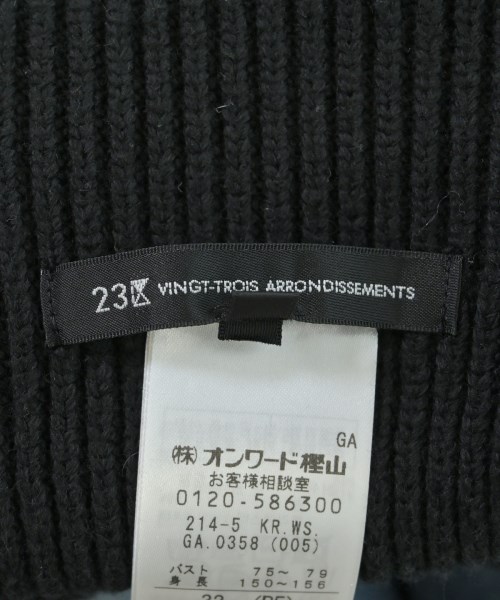 23区 VINGT-TROIS ARRONDISSEMENTS
GA
㈱オンワード樫山
お客様相談室
0120-586300
214-5 KR.WS.
GA.0358 (005)
バスト 75~ 79
身長 150~156